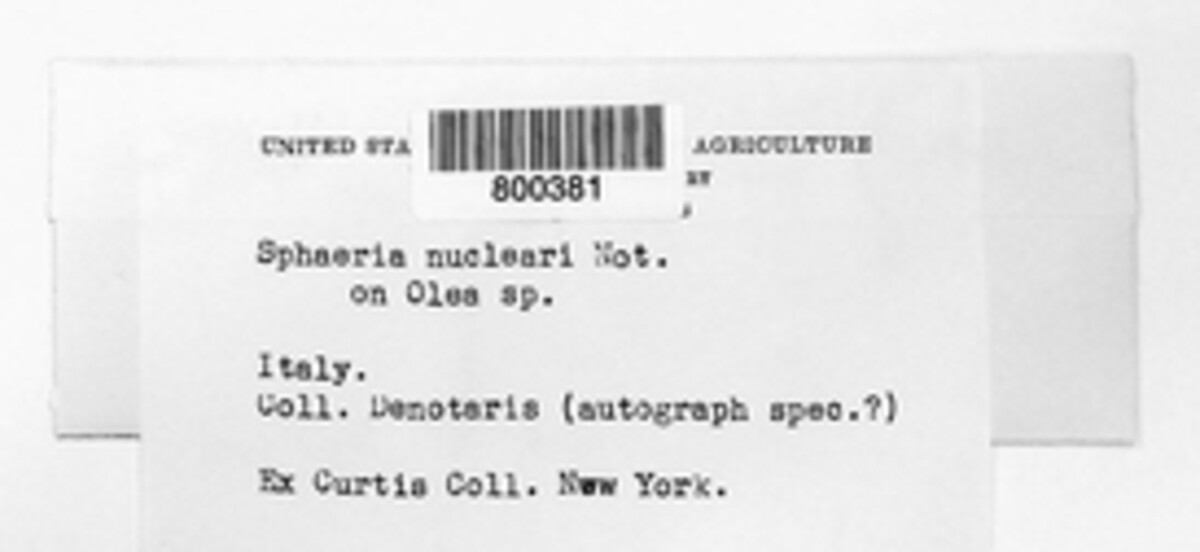 UNITED STA AGRICULTURE
800381
Sphaeria nucleari Not.
on Olea sp.
Italy.
Coll. Denotaris (autograph spec.?)
Ex Curtis Coll. New York.